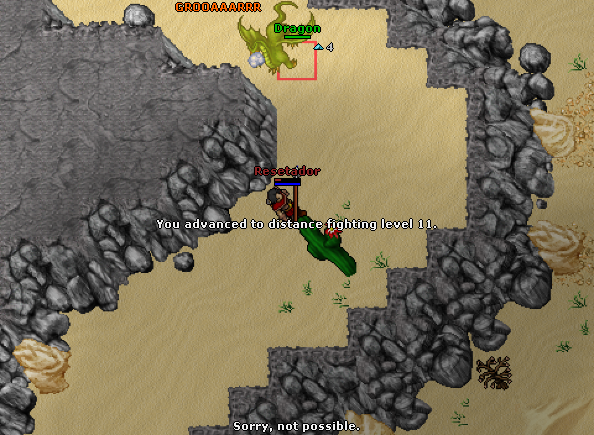 GROOAAARRR
Dragon
4
Resetador
You advanced to distance fighting level 11.
Sorry, not possible.